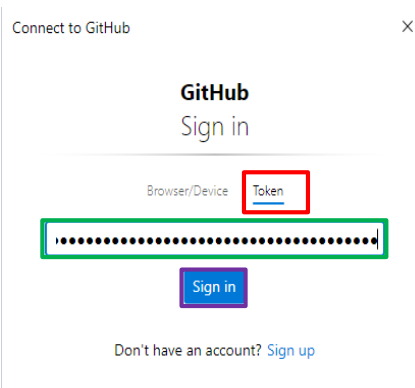 Connect to GitHub
GitHub
Sign in
Browser/Device Token
••••••••••••••••••••••••••••••••••••••••
Sign in
Don't have an account? Sign up